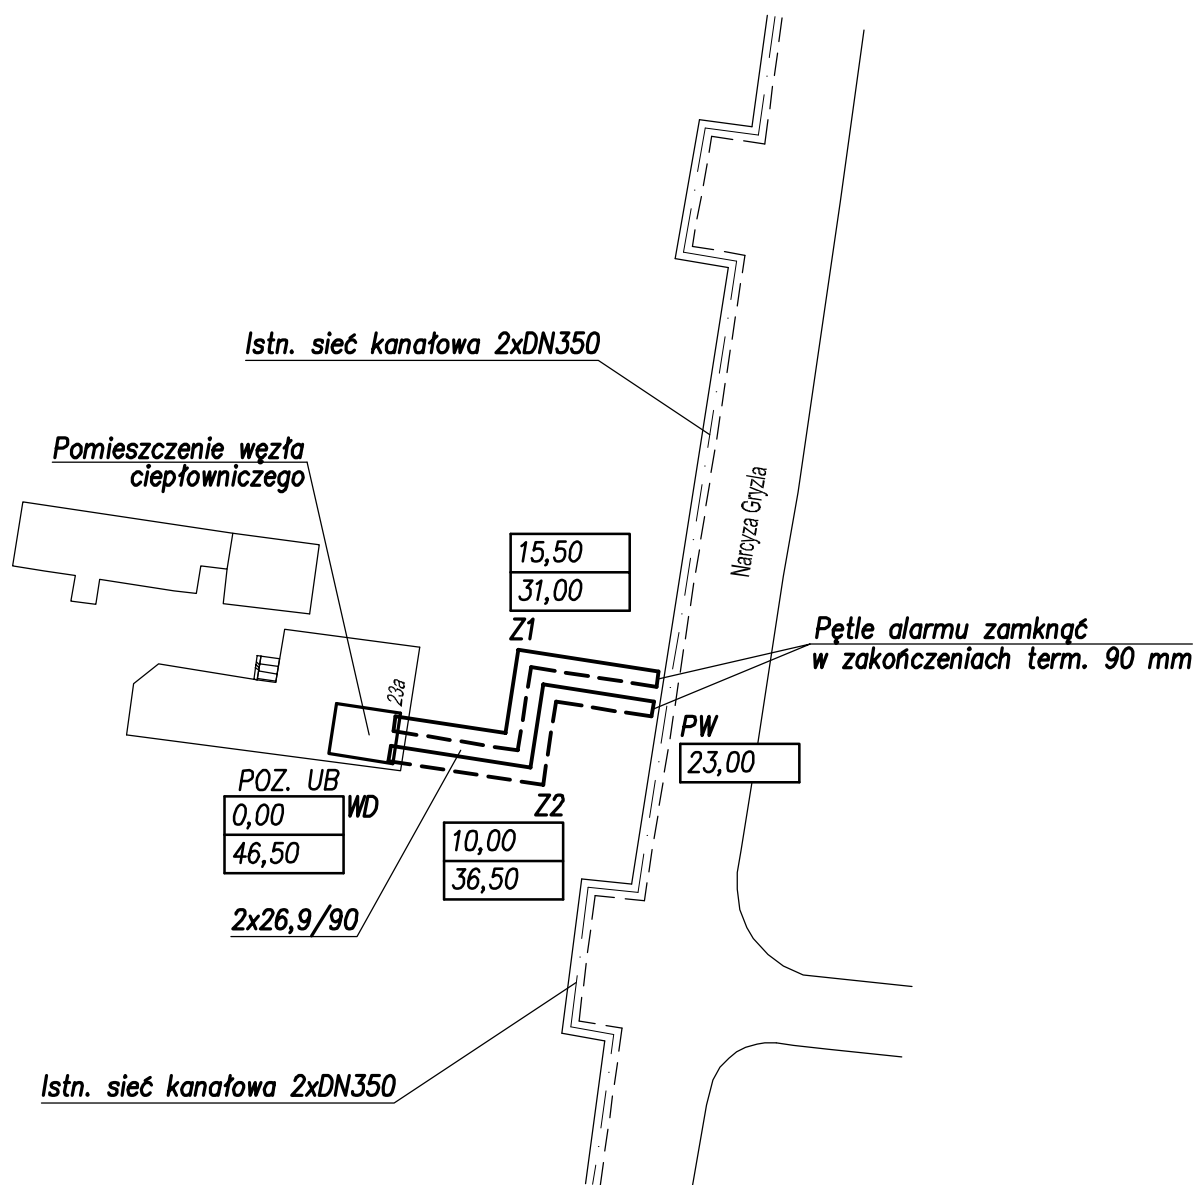 Istn. sieć kanałowa 2xDN350
Pomieszczenie węzła
ciepłowniczego
Narcyza Gryzla
15,50
31,00
Z1
Pętle alarmu zamknąć
w zakończeniach term. 90 mm
23a
PW
23,00
POZ. UB
WD
0,00
46,50
Z2
10,00
36,50
2x26,9/90
Istn. sieć kanałowa 2xDN350